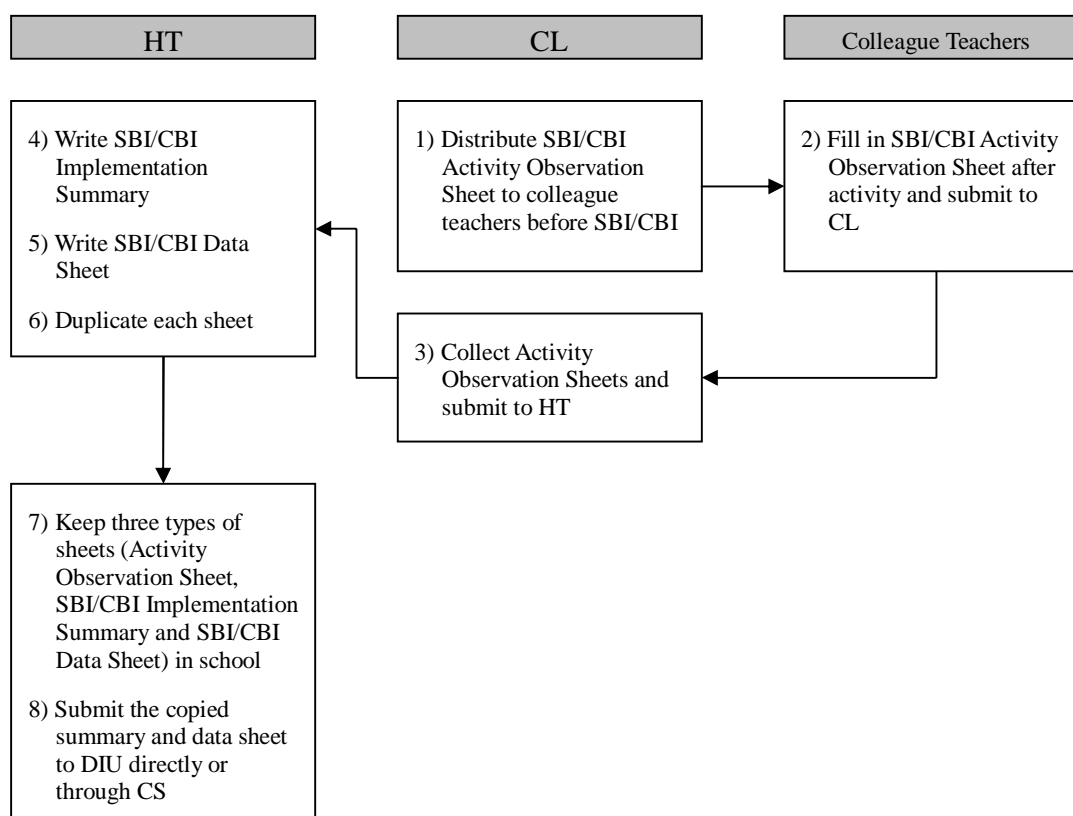 HT
CL
Colleague Teachers
4) Write SBI/CBI
Implementation
Summary
5) Write SBI/CBI Data
Sheet
6) Duplicate each sheet
1) Distribute SBI/CBI
Activity Observation
Sheet to colleague
teachers before SBI/CBI
2) Fill in SBI/CBI Activity
Observation Sheet after
activity and submit to
CL
3) Collect Activity
Observation Sheets and
submit to HT
7) Keep three types of
sheets (Activity
Observation Sheet,
SBI/CBI Implementation
Summary and SBI/CBI
Data Sheet) in school
8) Submit the copied
summary and data sheet
to DIU directly or
through CS